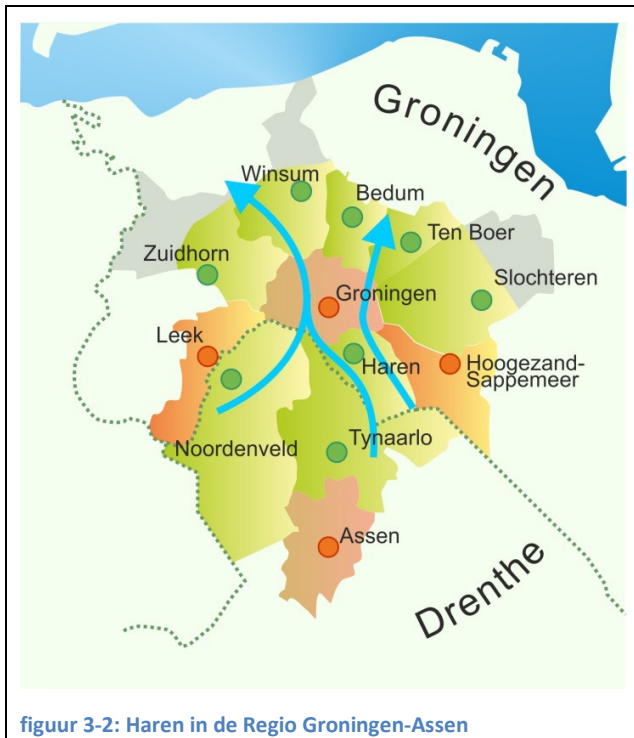 Groningen
Winsum
Bedum
Ten Boer
Zuidhorn
Slochteren
Groningen
Leek
Haren
Hoogezand-
Sappemeer
Noordenveld
Tynaarlo
Assen
Drenthe
figuur 3-2: Haren in de Regio Groningen-Assen